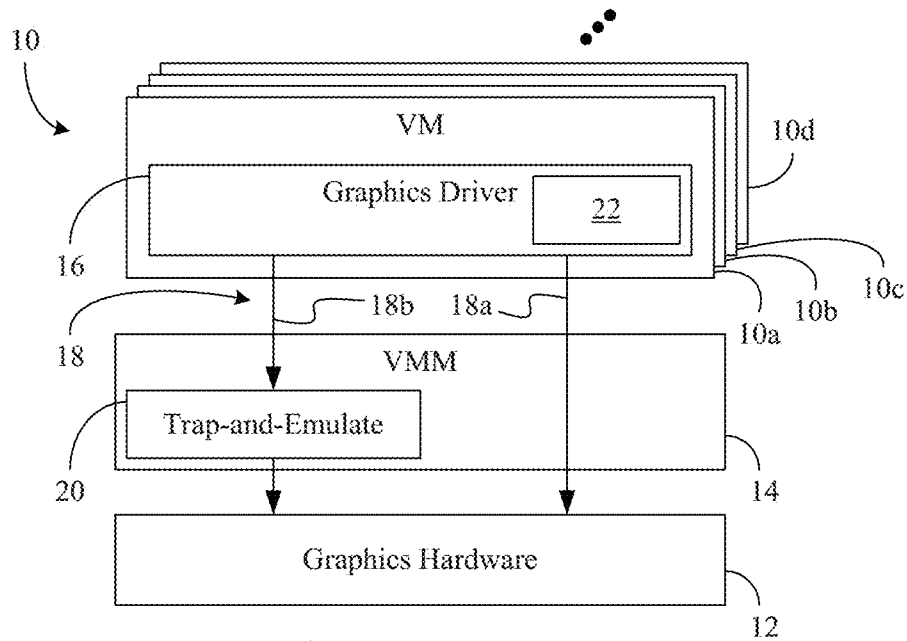 10
VM
10d
Graphics Driver
22
16
10c
10b
18b
18a
10a
18
VMM
Trap-and-Emulate
20
14
Graphics Hardware
12